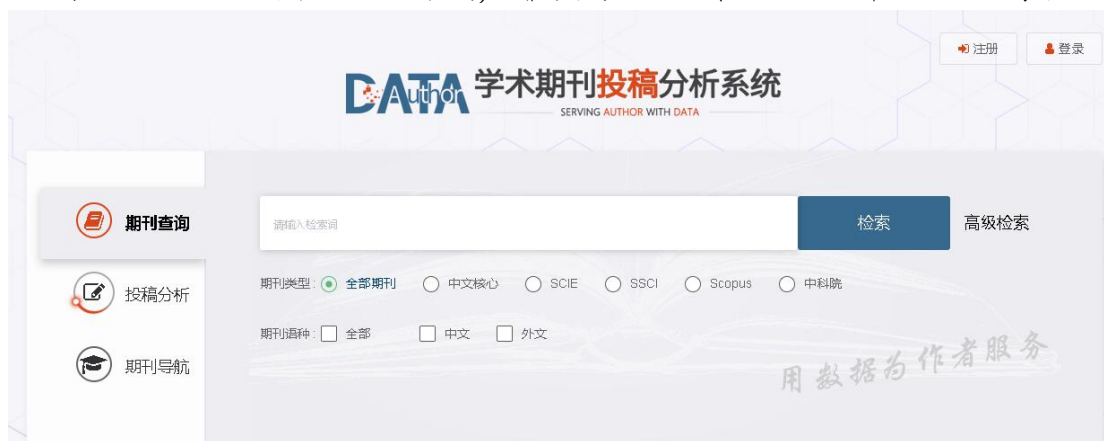 注册
登录
DATA Author 学术期刊投稿分析系统
SERVING AUTHOR WITH DATA
期刊查询
请输入检索词
检索
高级检索
期刊类型: 全部期刊 中文核心 SCIE SSCI Scopus 中科院
投稿分析
期刊语种: 全部 中文 外文
期刊导航
用数据为作者服务